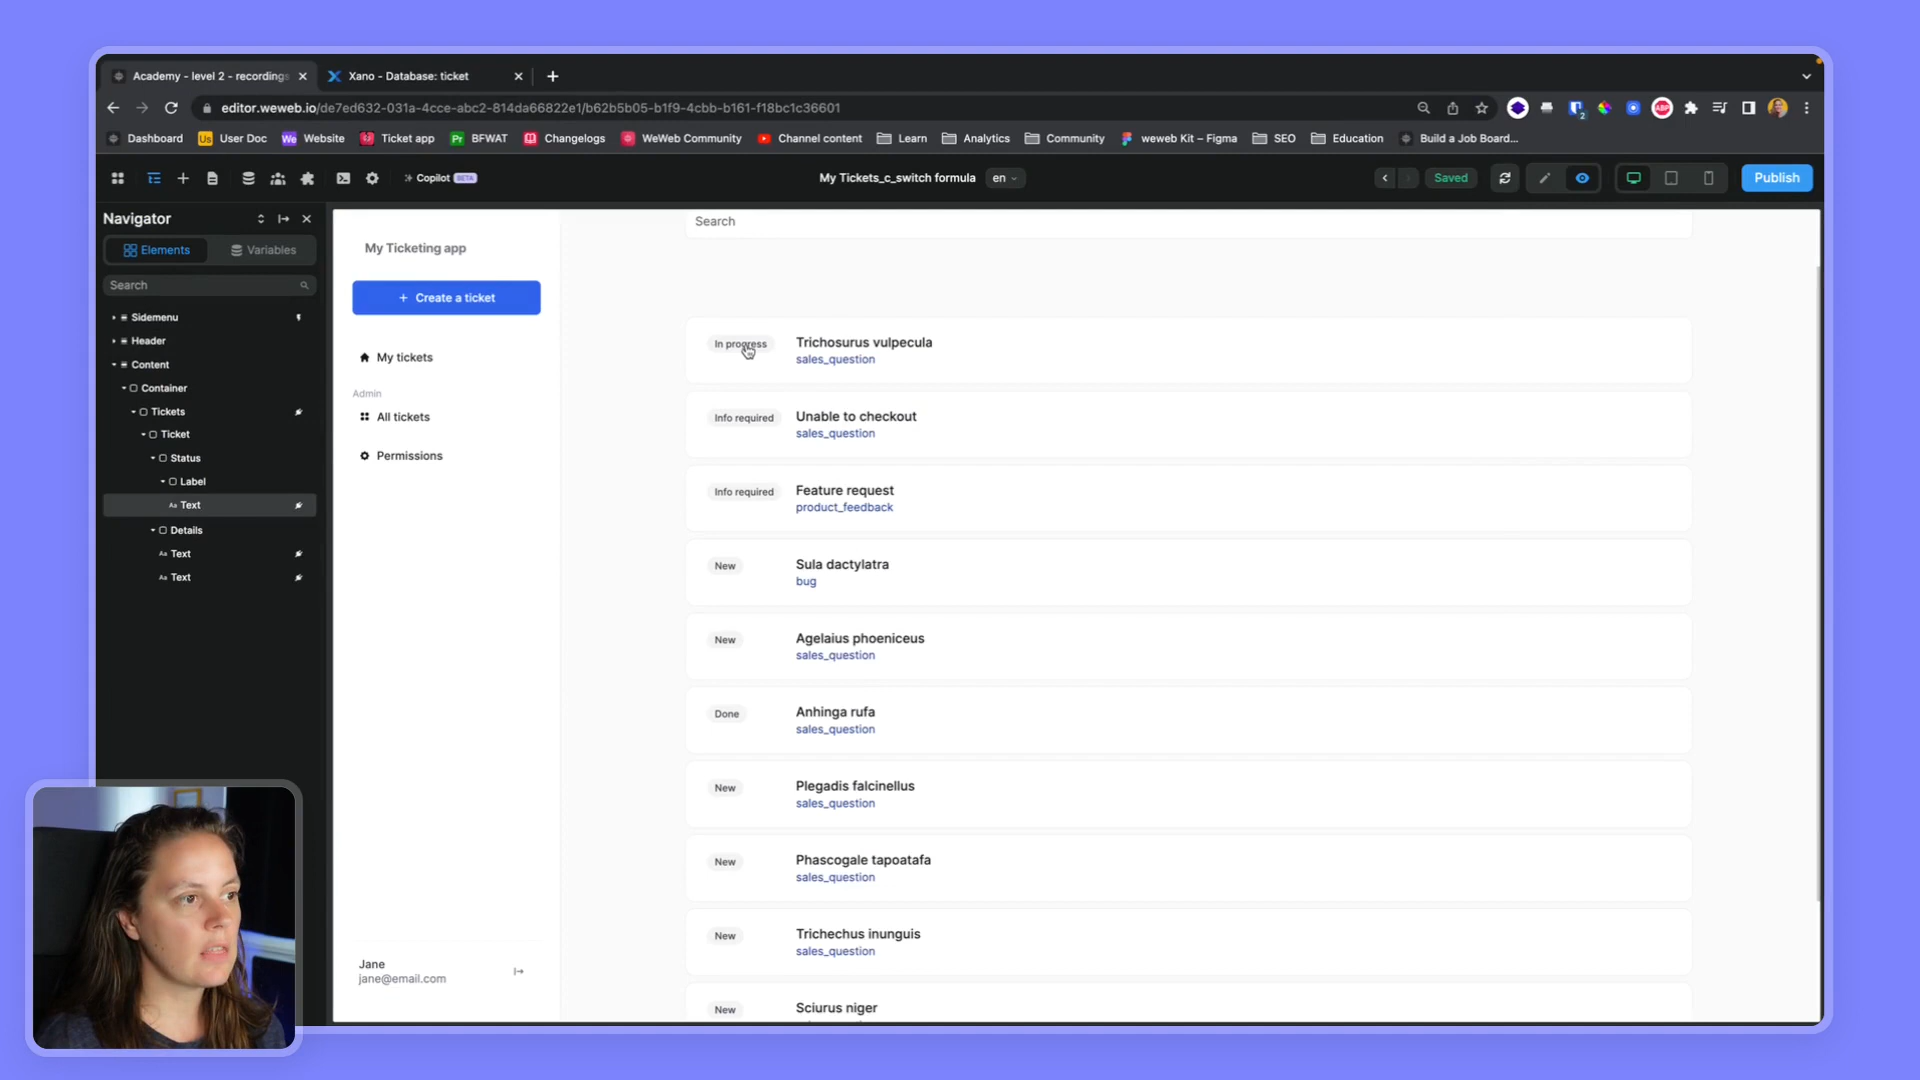 Academy - level 2 - recordings
Xano - Database: ticket
editor.weweb.io/de7ed632-031a-4cce-abc2-814da66822e1/b62b5b05-b1f9-4cbb-b161-f18bc1c36601
Dashboard
User Doc
Website
Ticket app
BFWAT
Changelogs
WeWeb Community
Channel content
Learn
Analytics
Community
weweb Kit – Figma
SEO
Education
Build a Job Board...
Copilot BETA
My Tickets_c_switch formula
en
Saved
Publish
Navigator
Elements
Variables
Search
Sidemenu
Header
Content
Container
Tickets
Ticket
Status
Label
Text
Details
Text
Text
My Ticketing app
+ Create a ticket
My tickets
Admin
All tickets
Permissions
Jane
jane@email.com
Search
In progress
Trichosurus vulpecula
sales_question
Info required
Unable to checkout
sales_question
Info required
Feature request
product_feedback
New
Sula dactylatra
bug
New
Agelaius phoeniceus
sales_question
Done
Anhinga rufa
sales_question
New
Plegadis falcinellus
sales_question
New
Phascogale tapoatafa
sales_question
New
Trichechus inunguis
sales_question
New
Sciurus niger